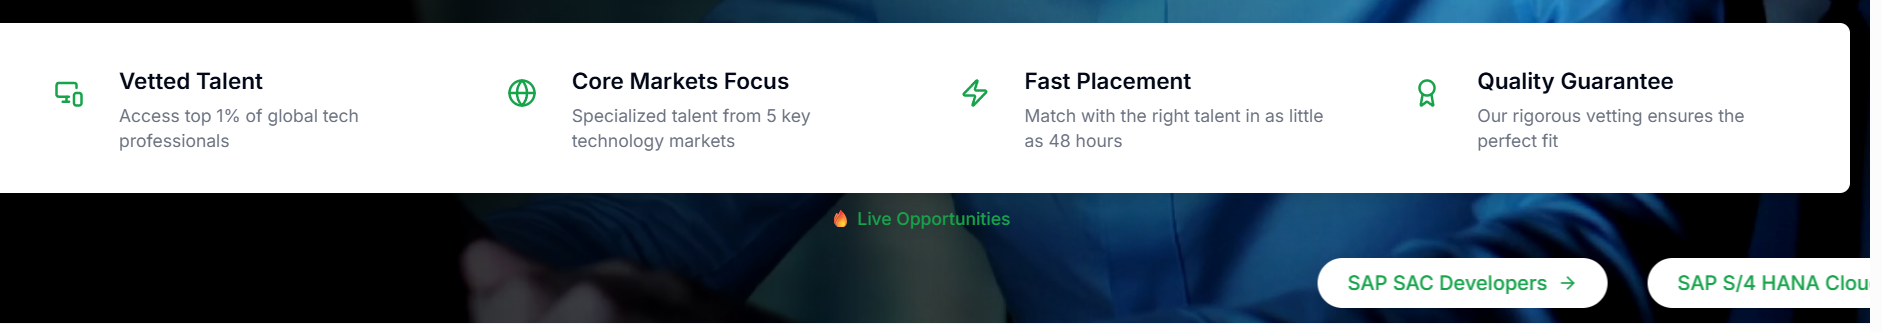 Vetted Talent
Access top 1% of global tech
professionals
Core Markets Focus
Specialized talent from 5 key
technology markets
Fast Placement
Match with the right talent in as little
as 48 hours
Quality Guarantee
Our rigorous vetting ensures the
perfect fit
🔥 Live Opportunities
SAP SAC Developers →
SAP S/4 HANA